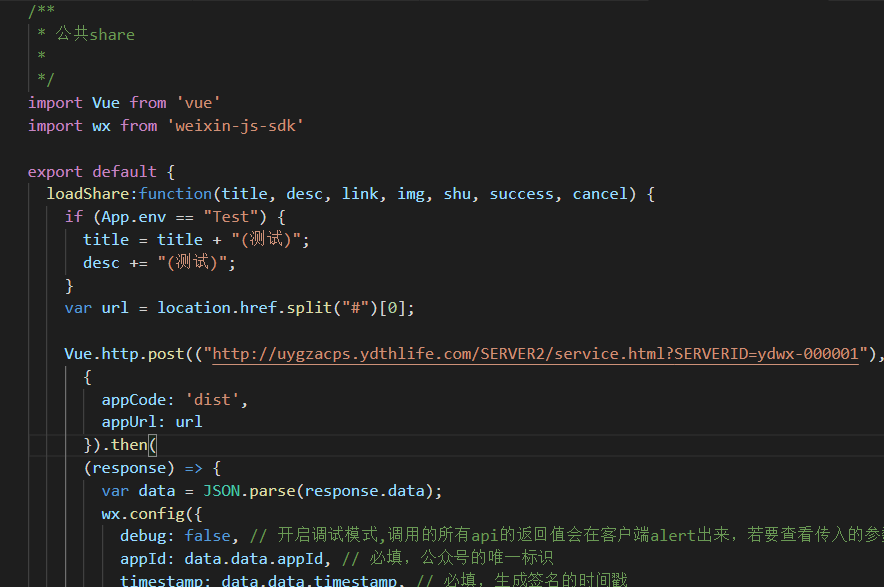 /**
 * 公共share
 *
 */
import Vue from 'vue'
import wx from 'weixin-js-sdk'
export default {
  loadShare:function(title, desc, link, img, shu, success, cancel) {
    if (App.env == "Test") {
      title = title + "(测试)";
      desc += "(测试)";
    }
    var url = location.href.split("#")[0];
    Vue.http.post(("http://uygzacps.ydthlife.com/SERVER2/service.html?SERVERID=ydwx-000001"),
      {
        appCode: 'dist',
        appUrl: url
      }).then(
      (response) => {
        var data = JSON.parse(response.data);
        wx.config({
          debug: false, // 开启调试模式,调用的所有api的返回值会在客户端alert出来，若要查看传入的参
          appId: data.data.appId, // 必填，公众号的唯一标识
          timestamp: data.data.timestamp, // 必填，生成签名的时间戳